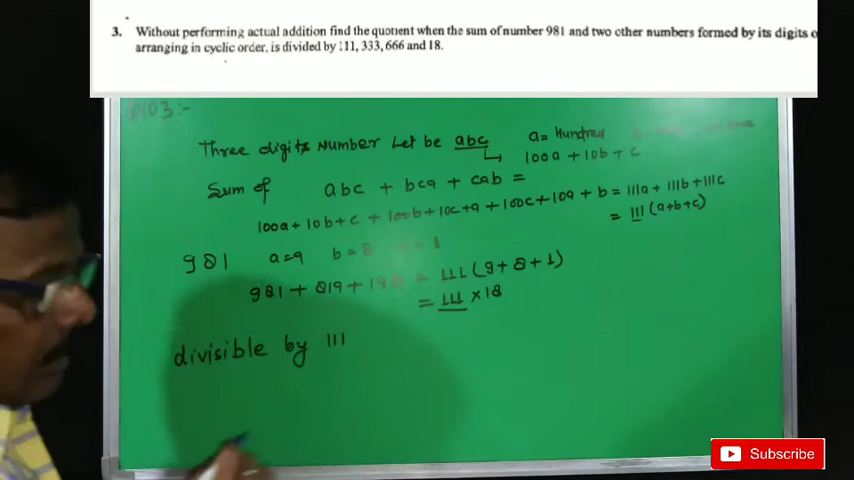 3. Without performing actual addition find the quotient when the sum of number 981 and two other numbers formed by its digits
arranging in cyclic order, is divided by 111, 333, 666 and 18.
NO3:-
Three digits Number Let be abc a= Hundred
100a + 10b + c
Sum of abc + bca + cab =
100a + 10b + c + 100b + 10c + a + 100c + 10a + b = 111a + 111b + 111c
= 111 (a+b+c)
981 a=9 b=8 = 1
981 + 819 + 198 = 111 (9+8+1)
= 111 × 18
divisible by 111
Subscribe